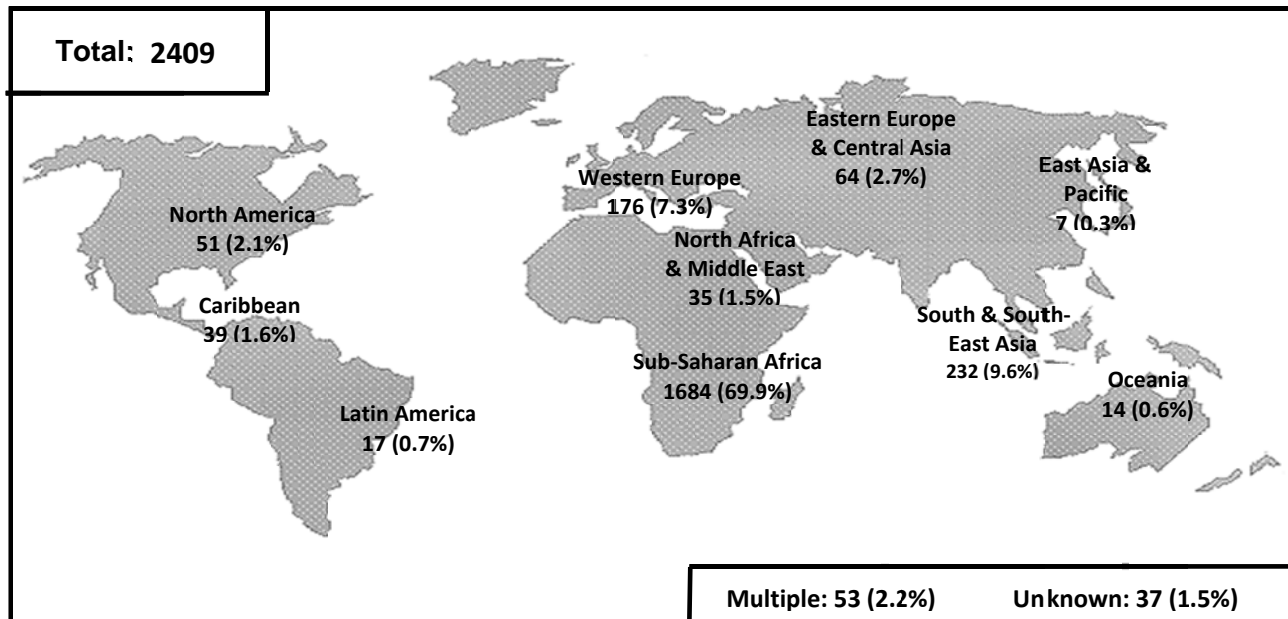 Total: 2409
Eastern Europe
& Central Asia
64 (2.7%)
East Asia &
Pacific
7 (0.3%)
Western Europe
176 (7.3%)
North America
51 (2.1%)
North Africa
& Middle East
35 (1.5%)
Caribbean
39 (1.6%)
South & South-
East Asia
232 (9.6%)
Sub-Saharan Africa
1684 (69.9%)
Oceania
14 (0.6%)
Latin America
17 (0.7%)
Multiple: 53 (2.2%) Unknown: 37 (1.5%)